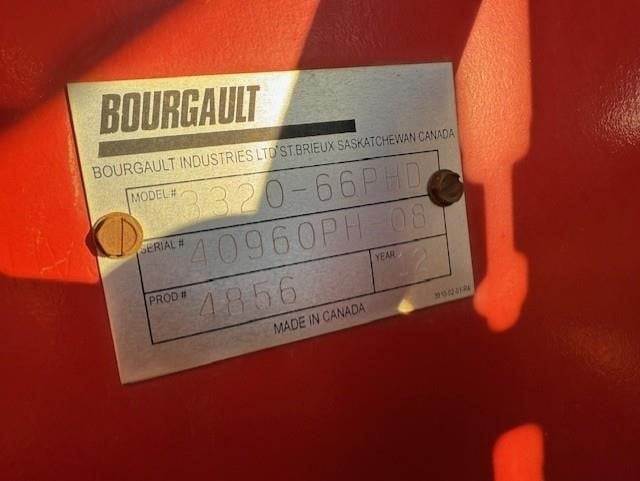 BOURGAULT
BOURGAULT INDUSTRIES LTD ST.BRIEUX SASKATCHEWAN CANADA
MODEL# 3320-66PHD
SERIAL # 40960PH 08
PROD # 4856 YEAR
MADE IN CANADA